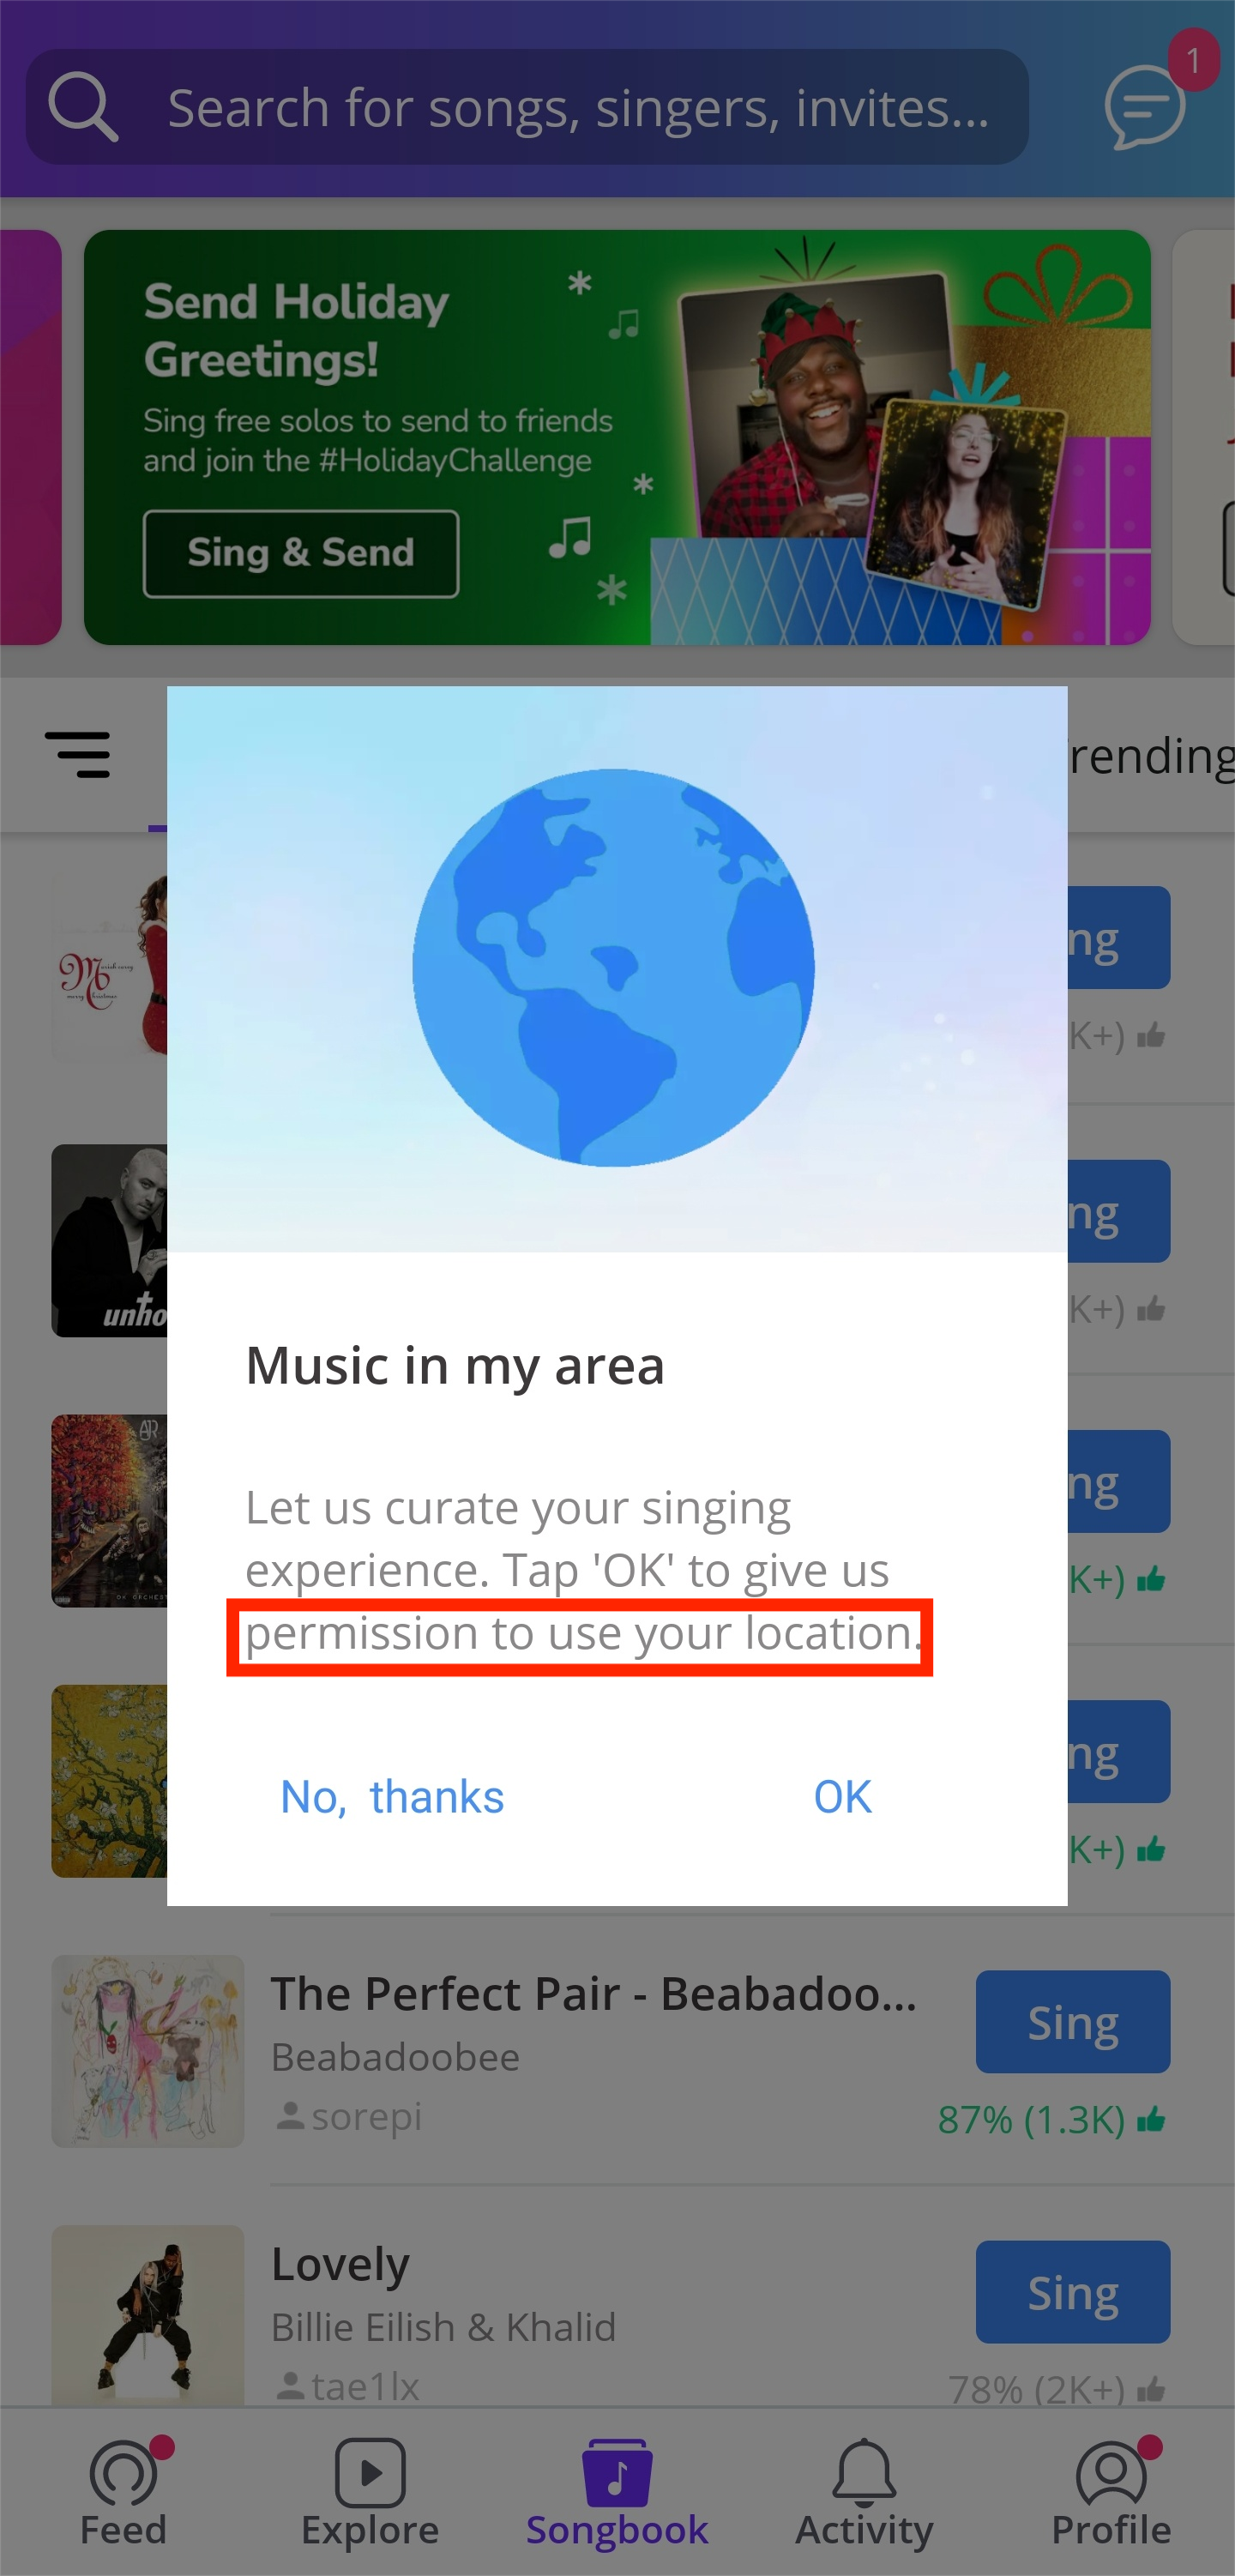 Search for songs, singers, invites...
1
Send Holiday
Greetings!
Sing free solos to send to friends
and join the #HolidayChallenge
Sing & Send
rending
ng
K+)
unho
ng
K+)
AJR
ng
K+)
ng
K+)
Music in my area
Let us curate your singing
experience. Tap 'OK' to give us
permission to use your location.
No, thanks
OK
The Perfect Pair - Beabadoo...
Sing
Beabadoobee
sorepi
87% (1.3K)
Lovely
Sing
Billie Eilish & Khalid
tae1lx
78% (2K+)
Feed
Explore
Songbook
Activity
Profile